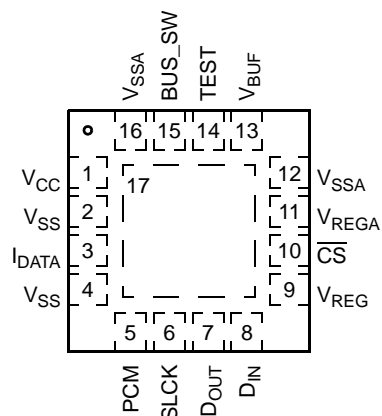 VSSA
BUS_SW
TEST
VBUF
16 15 14 13
VCC 1 17 12 VSSA
VSS 2 11 VREGA
IDATA 3 10 CS
VSS 4 9 VREG
5 6 7 8
PCM
SLCK
DOUT
DIN